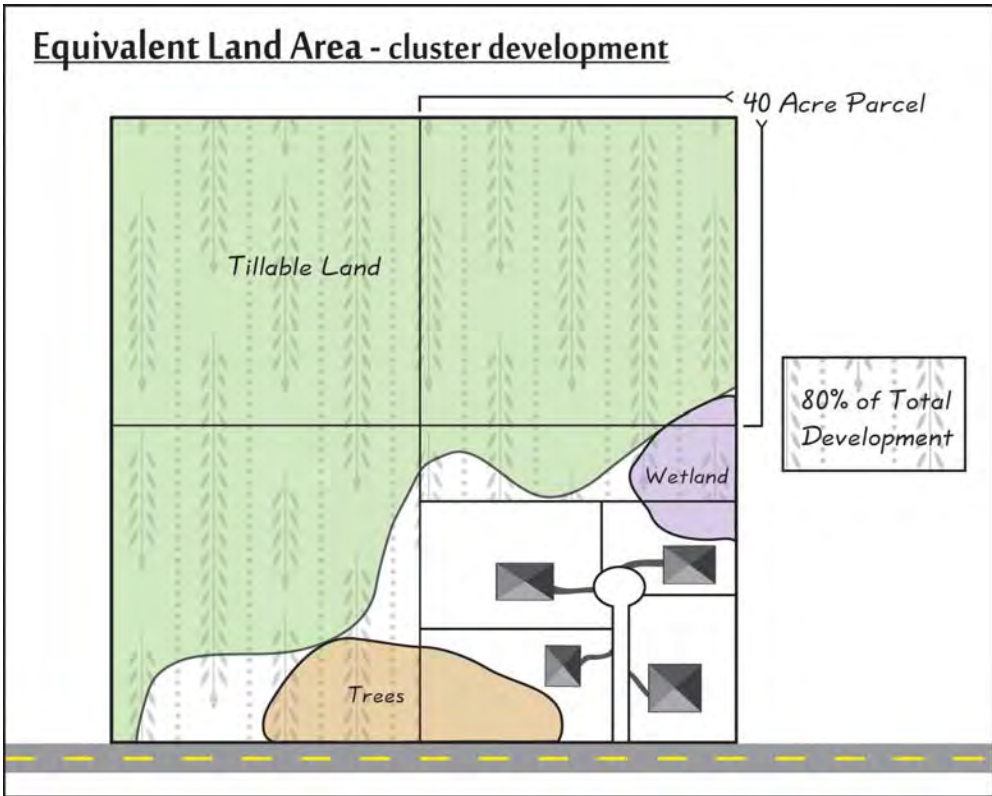 Equivalent Land Area - cluster development
40 Acre Parcel
Tillable Land
80% of Total
Development
Wetland
Trees